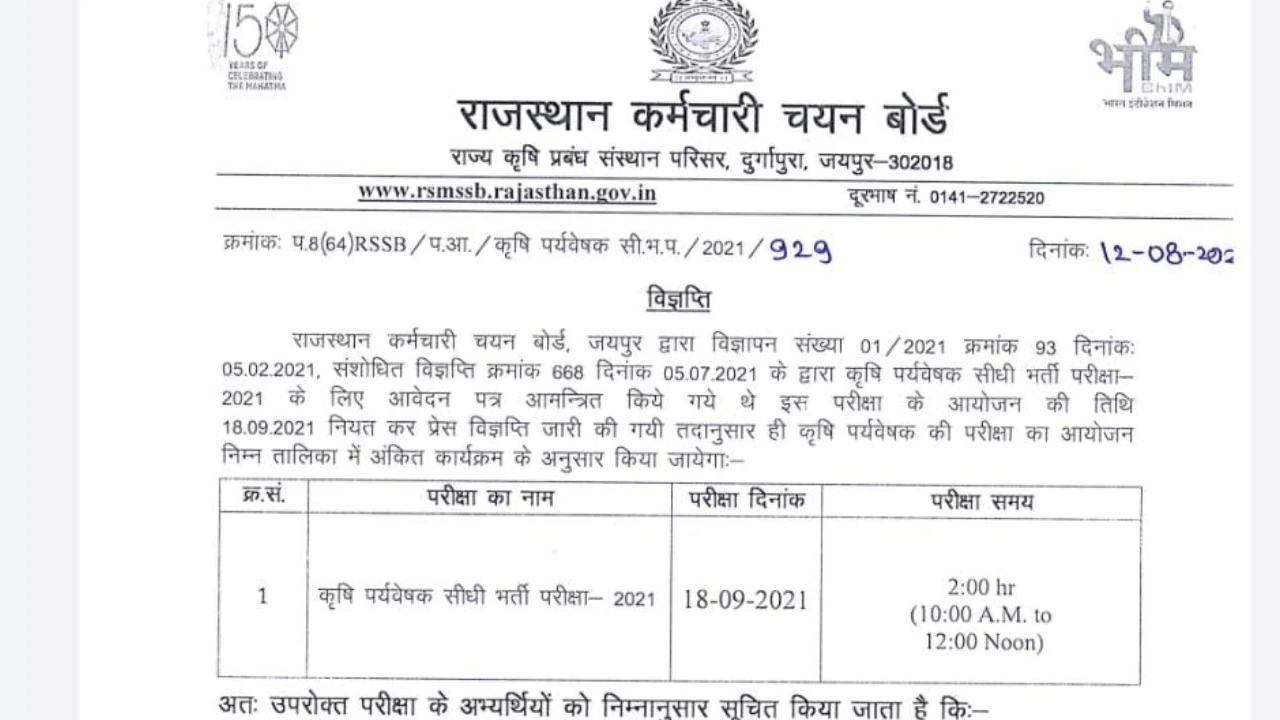 150
YEARS OF
CELEBRATING
THE MAHATMA
भीम
BHIM
राजस्थान कर्मचारी चयन बोर्ड
राज्य कृषि प्रबंध संस्थान परिसर, दुर्गापुरा, जयपुर–302018
www.rsmssb.rajasthan.gov.in दूरभाष नं. 0141–2722520
क्रमांकः प.8(64)RSSB/प.आ./कृषि पर्यवेषक सी.भ.प./2021/929 दिनांकः 12-08-202
विज्ञप्ति
राजस्थान कर्मचारी चयन बोर्ड, जयपुर द्वारा विज्ञापन संख्या 01/2021 क्रमांक 93 दिनांकः
05.02.2021, संशोधित विज्ञप्ति क्रमांक 668 दिनांक 05.07.2021 के द्वारा कृषि पर्यवेषक सीधी भर्ती परीक्षा–
2021 के लिए आवेदन पत्र आमन्त्रित किये गये थे इस परीक्षा के आयोजन की तिथि
18.09.2021 नियत कर प्रेस विज्ञप्ति जारी की गयी तदानुसार ही कृषि पर्यवेषक की परीक्षा का आयोजन
निम्न तालिका में अंकित कार्यक्रम के अनुसार किया जायेगाः–
क्र.सं. परीक्षा का नाम परीक्षा दिनांक परीक्षा समय
1 कृषि पर्यवेषक सीधी भर्ती परीक्षा– 2021 18-09-2021 2:00 hr
(10:00 A.M. to
12:00 Noon)
अतः उपरोक्त परीक्षा के अभ्यर्थियों को निम्नानुसार सूचित किया जाता है किः–